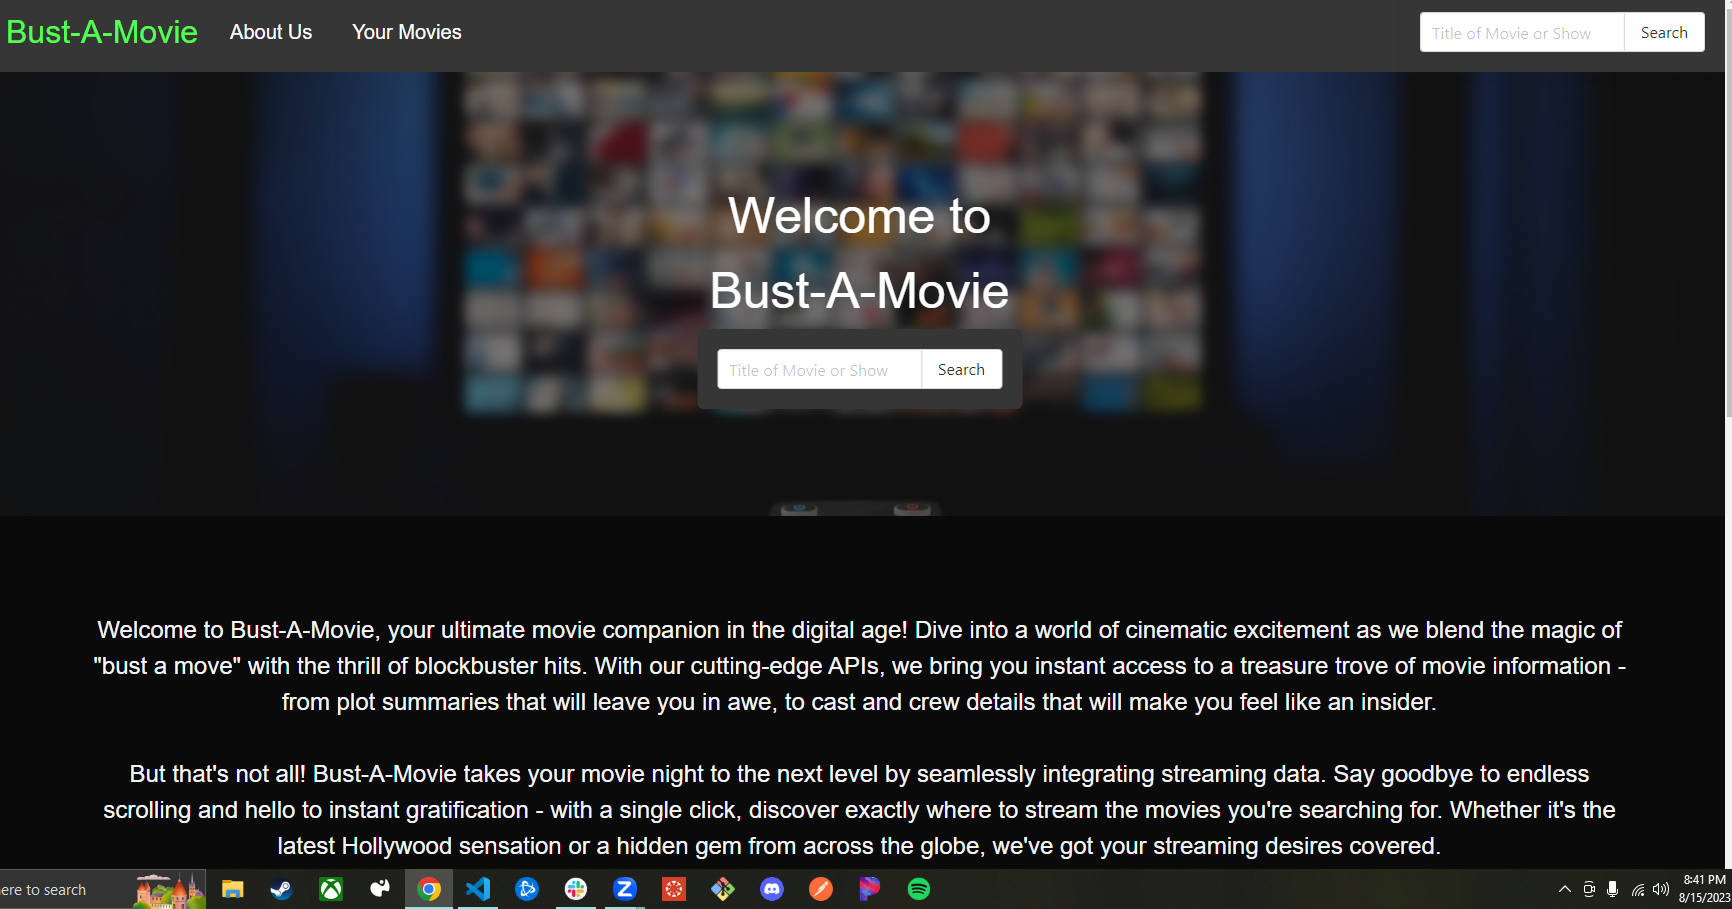 Bust-A-Movie About Us Your Movies Title of Movie or Show Search
Welcome to
Bust-A-Movie
Title of Movie or Show Search
Welcome to Bust-A-Movie, your ultimate movie companion in the digital age! Dive into a world of cinematic excitement as we blend the magic of
"bust a move" with the thrill of blockbuster hits. With our cutting-edge APIs, we bring you instant access to a treasure trove of movie information -
from plot summaries that will leave you in awe, to cast and crew details that will make you feel like an insider.
But that's not all! Bust-A-Movie takes your movie night to the next level by seamlessly integrating streaming data. Say goodbye to endless
scrolling and hello to instant gratification - with a single click, discover exactly where to stream the movies you're searching for. Whether it's the
latest Hollywood sensation or a hidden gem from across the globe, we've got your streaming desires covered.
ere to search
8:41 PM
8/15/2023